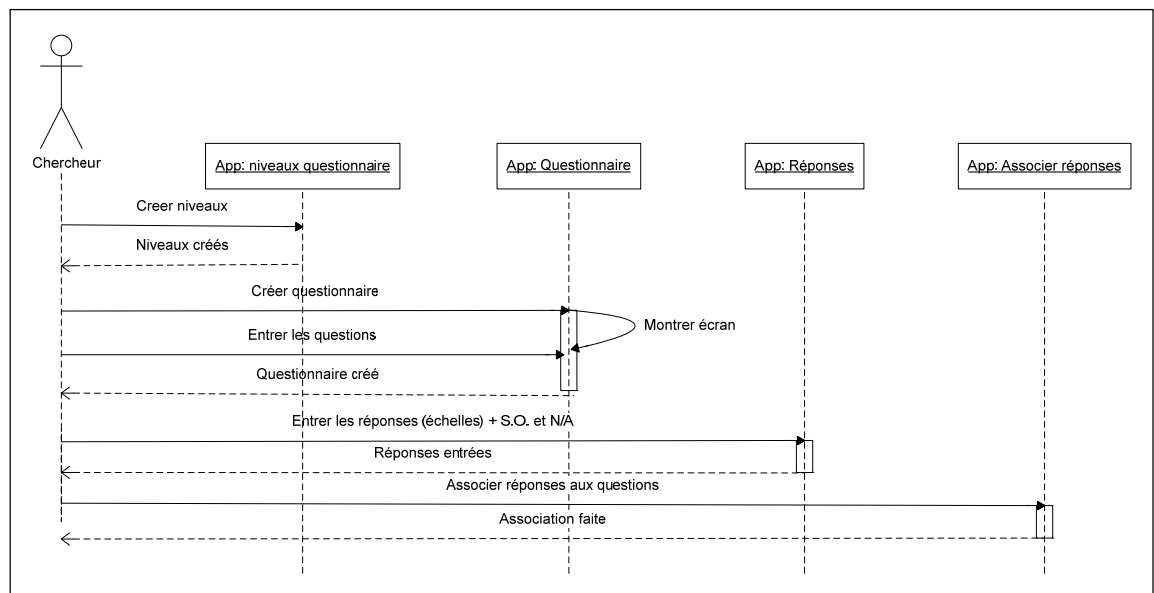 Chercheur
App: niveaux questionnaire
App: Questionnaire
App: Réponses
App: Associer réponses
Creer niveaux
Niveaux créés
Créer questionnaire
Montrer écran
Entrer les questions
Questionnaire créé
Entrer les réponses (échelles) + S.O. et N/A
Réponses entrées
Associer réponses aux questions
Association faite